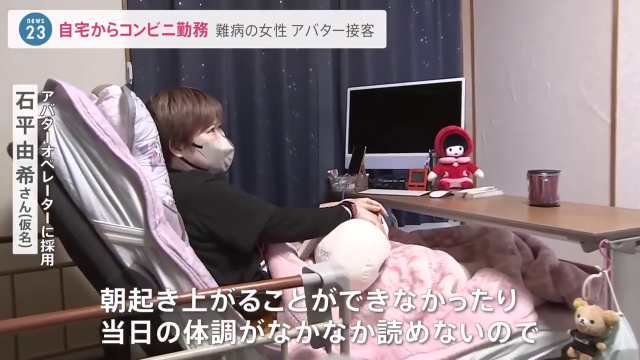 news
23
自宅からコンビニ勤務 難病の女性 アバター接客
アバターオペレーターに採用
石平由希さん(仮名)
朝起き上がることができなかったり
当日の体調がなかなか読めないので